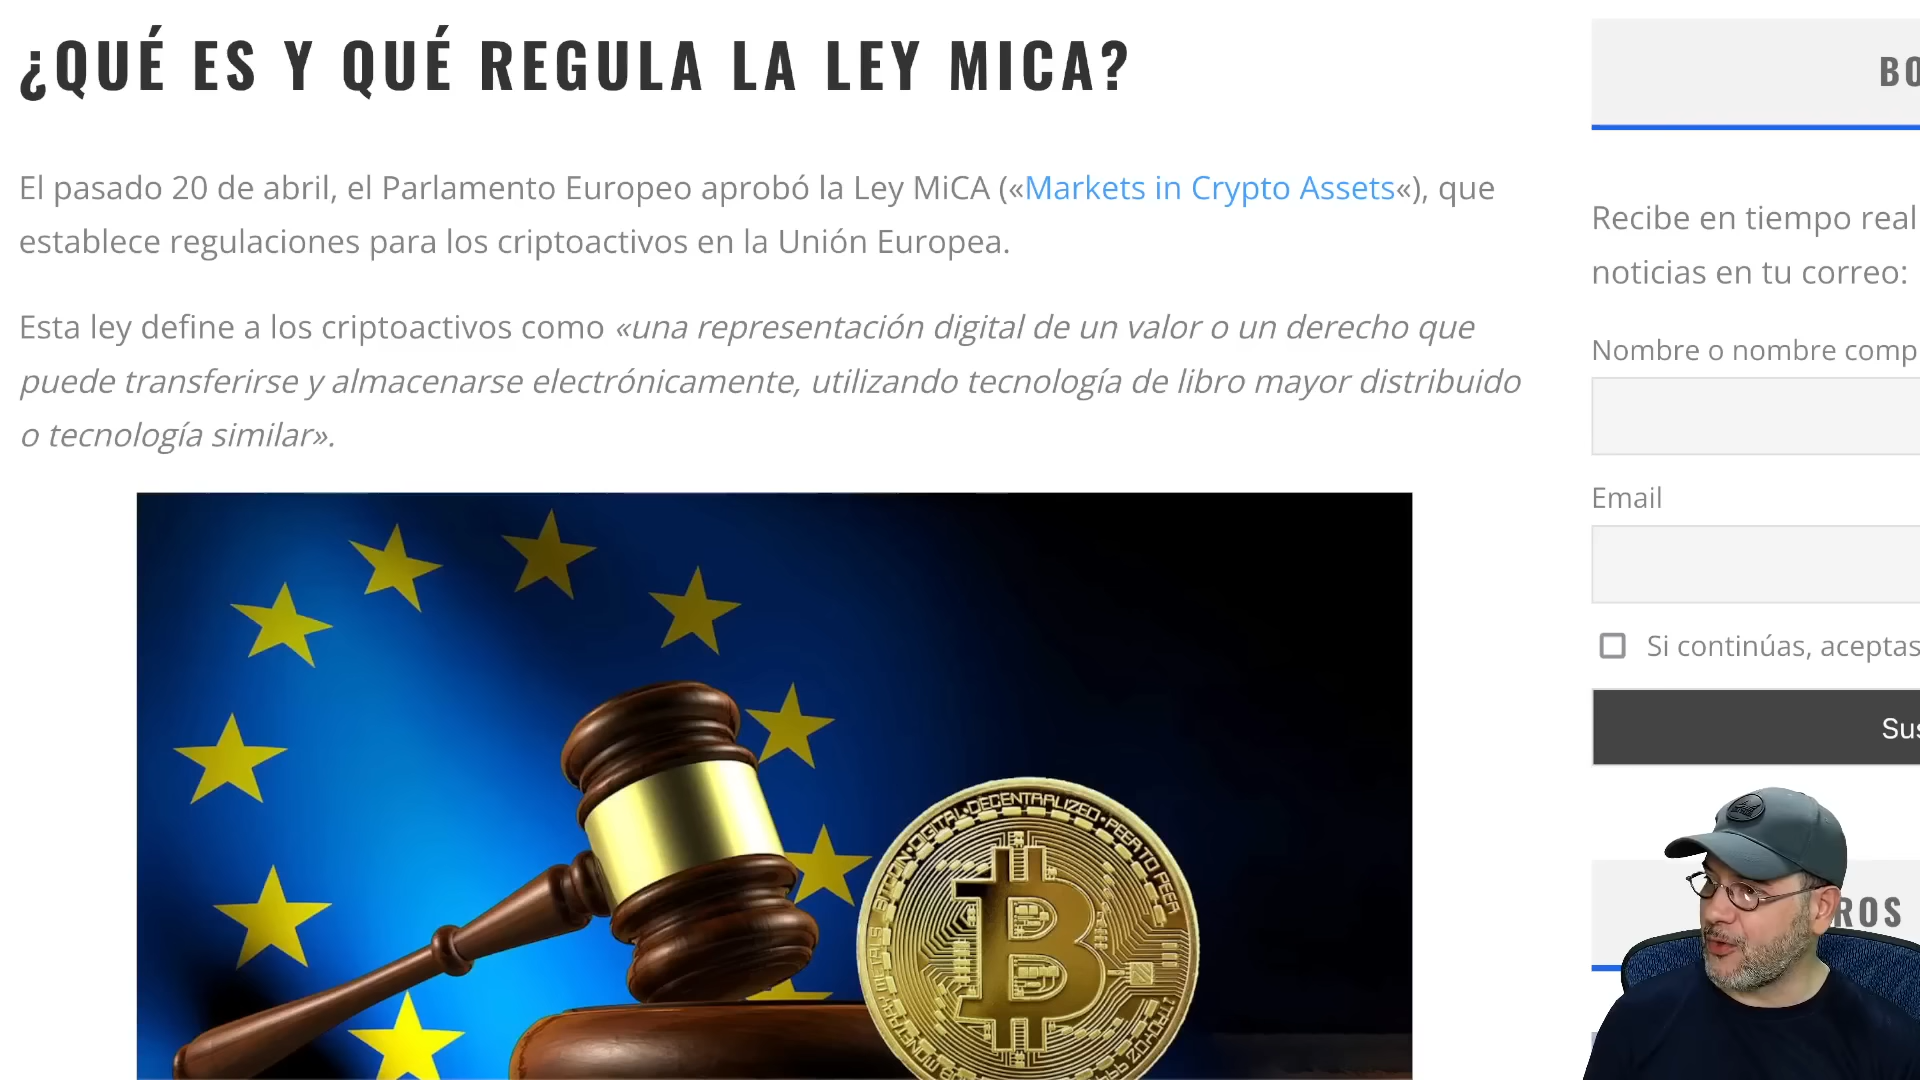 ¿QUÉ ES Y QUÉ REGULA LA LEY MICA?
El pasado 20 de abril, el Parlamento Europeo aprobó la Ley MiCA («Markets in Crypto Assets«), que
establece regulaciones para los criptoactivos en la Unión Europea.
Esta ley define a los criptoactivos como «una representación digital de un valor o un derecho que
puede transferirse y almacenarse electrónicamente, utilizando tecnología de libro mayor distribuido
o tecnología similar».
BITCOIN•DIGITAL•DECENTRALIZED•PEER TO PEER
BO
Recibe en tiempo real
noticias en tu correo:
Nombre o nombre comp
Email
Si continúas, aceptas
Sus
ROS